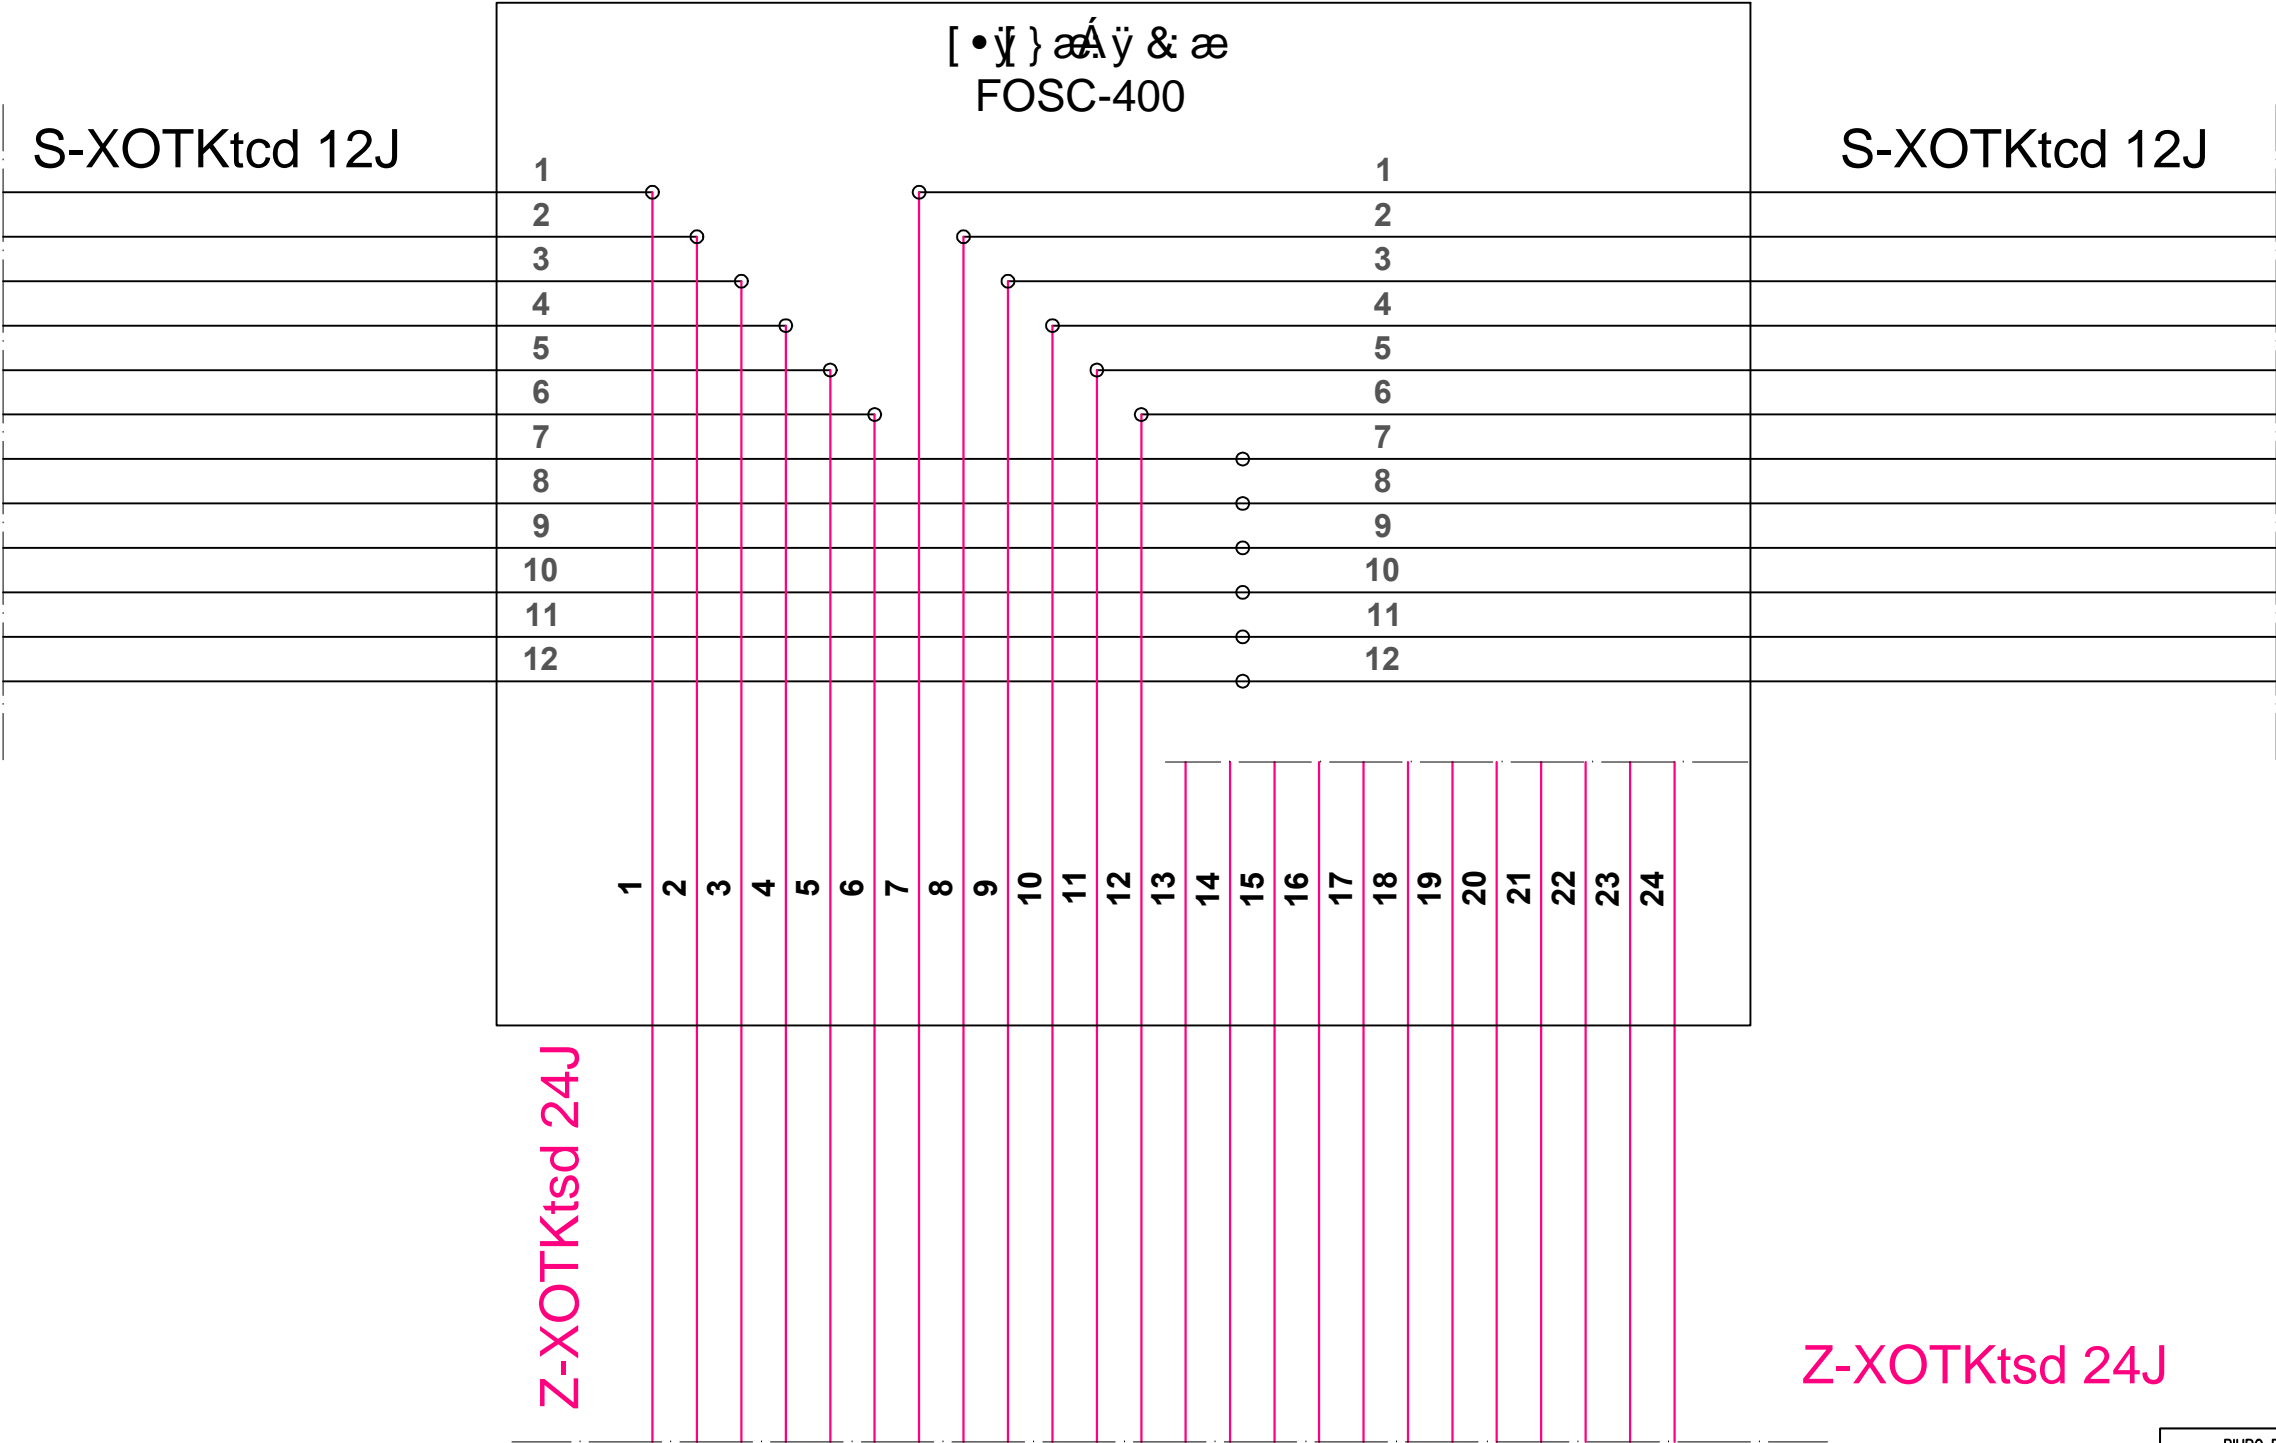 [ • ÿ[ } æ Á ÿ & æ
FOSC-400
S-XOTKtcd 12J
S-XOTKtcd 12J
1 1
2 2
3 3
4 4
5 5
6 6
7 7
8 8
9 9
10 10
11 11
12 12
1 2 3 4 5 6 7 8 9 10 11 12 13 14 15 16 17 18 19 20 21 22 23 24
Z-XOTKtsd 24J
Z-XOTKtsd 24J